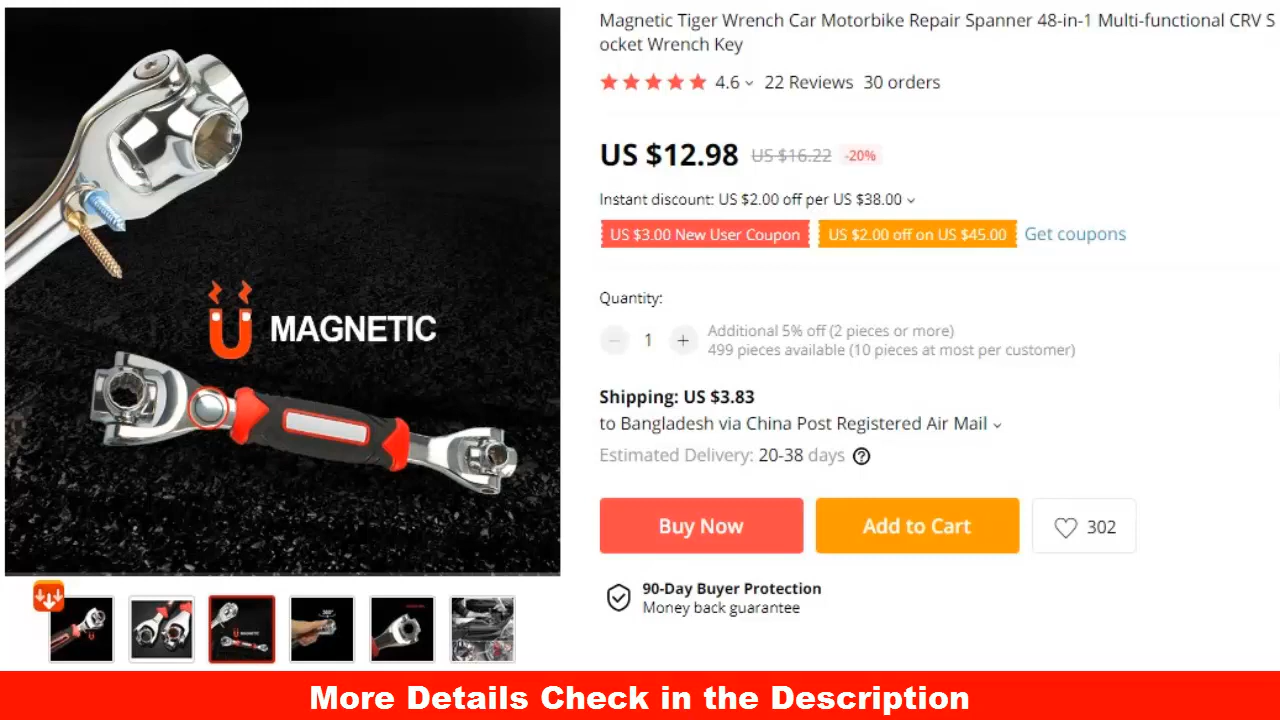 Magnetic Tiger Wrench Car Motorbike Repair Spanner 48-in-1 Multi-functional CRV S
ocket Wrench Key
4.6 22 Reviews 30 orders
US $12.98 US $16.22 -20%
Instant discount: US $2.00 off per US $38.00
US $3.00 New User Coupon US $2.00 off on US $45.00 Get coupons
MAGNETIC
Quantity:
1
Additional 5% off (2 pieces or more)
499 pieces available (10 pieces at most per customer)
Shipping: US $3.83
to Bangladesh via China Post Registered Air Mail
Estimated Delivery: 20-38 days
Buy Now Add to Cart 302
90-Day Buyer Protection
Money back guarantee
More Details Check in the Description